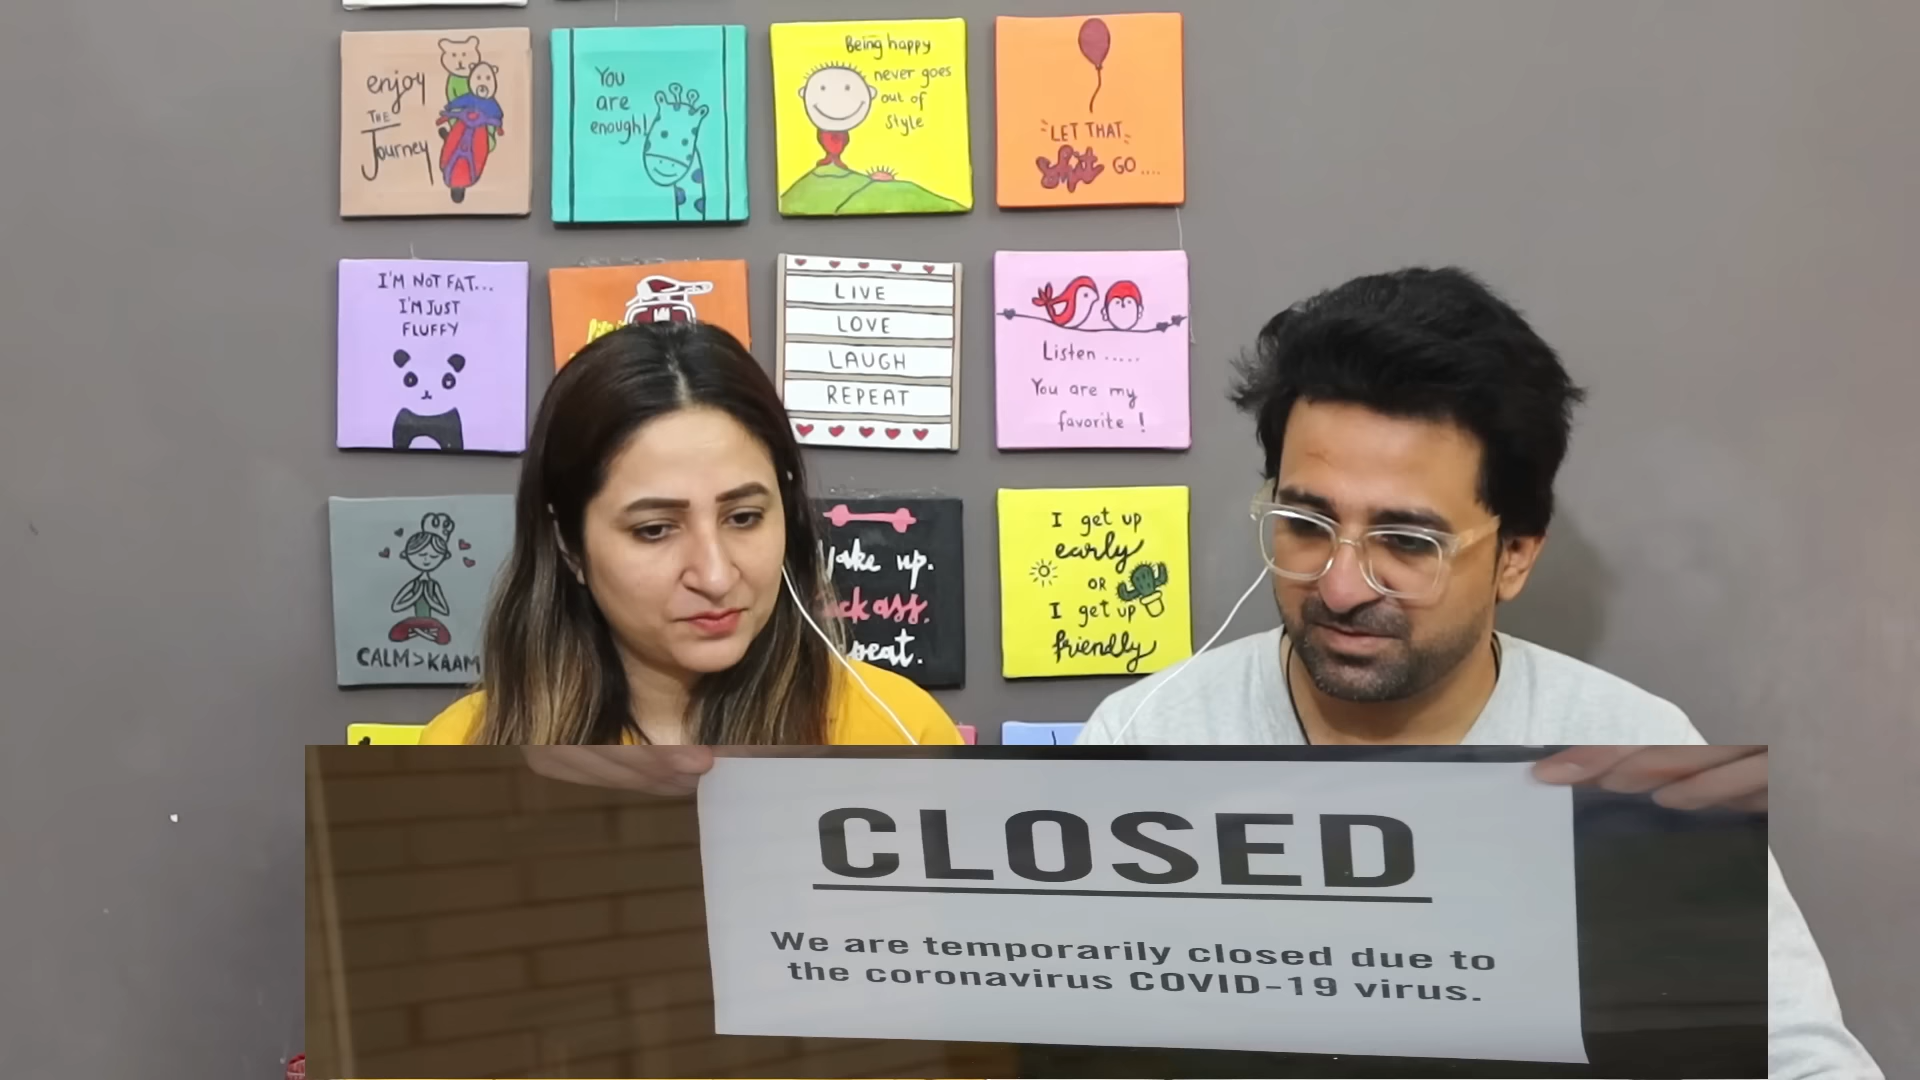 enjoy
THE
Journey
You
are
enough!
Being happy
never goes
out of
style
LET THAT
shit GO....
I'M NOT FAT...
I'M JUST
FLUFFY
LIVE
LOVE
LAUGH
REPEAT
Listen .....
You are my
favorite !
CALM>KAAM
up.
ass.
I get up
early
OR
I get up
friendly
CLOSED
We are temporarily closed due to
the coronavirus COVID-19 virus.